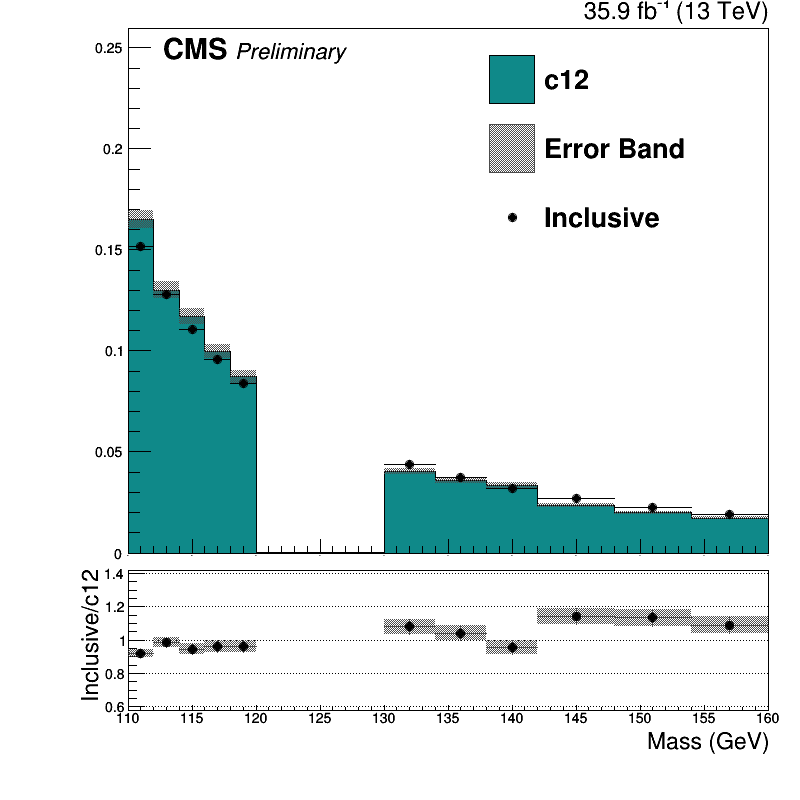 35.9 fb⁻¹ (13 TeV)
CMS Preliminary
c12
Error Band
Inclusive
0.25
0.2
0.15
0.1
0.05
0
Inclusive/c12
1.4
1.2
1
0.8
0.6
110 115 120 125 130 135 140 145 150 155 160
Mass (GeV)